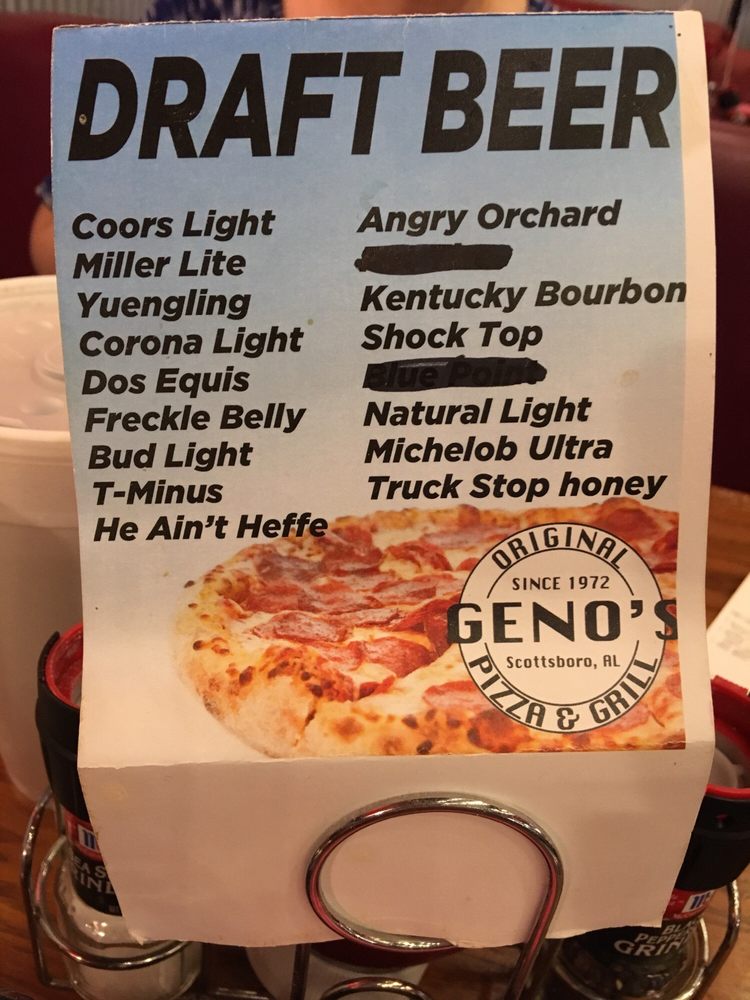 DRAFT BEER
Coors Light
Miller Lite
Yuengling
Corona Light
Dos Equis
Freckle Belly
Bud Light
T-Minus
He Ain't Heffe
Angry Orchard
Kentucky Bourbon
Shock Top
Blue Point
Natural Light
Michelob Ultra
Truck Stop honey
ORIGINAL
SINCE 1972
GENO'S
Scottsboro, AL
PIZZA & GRILL